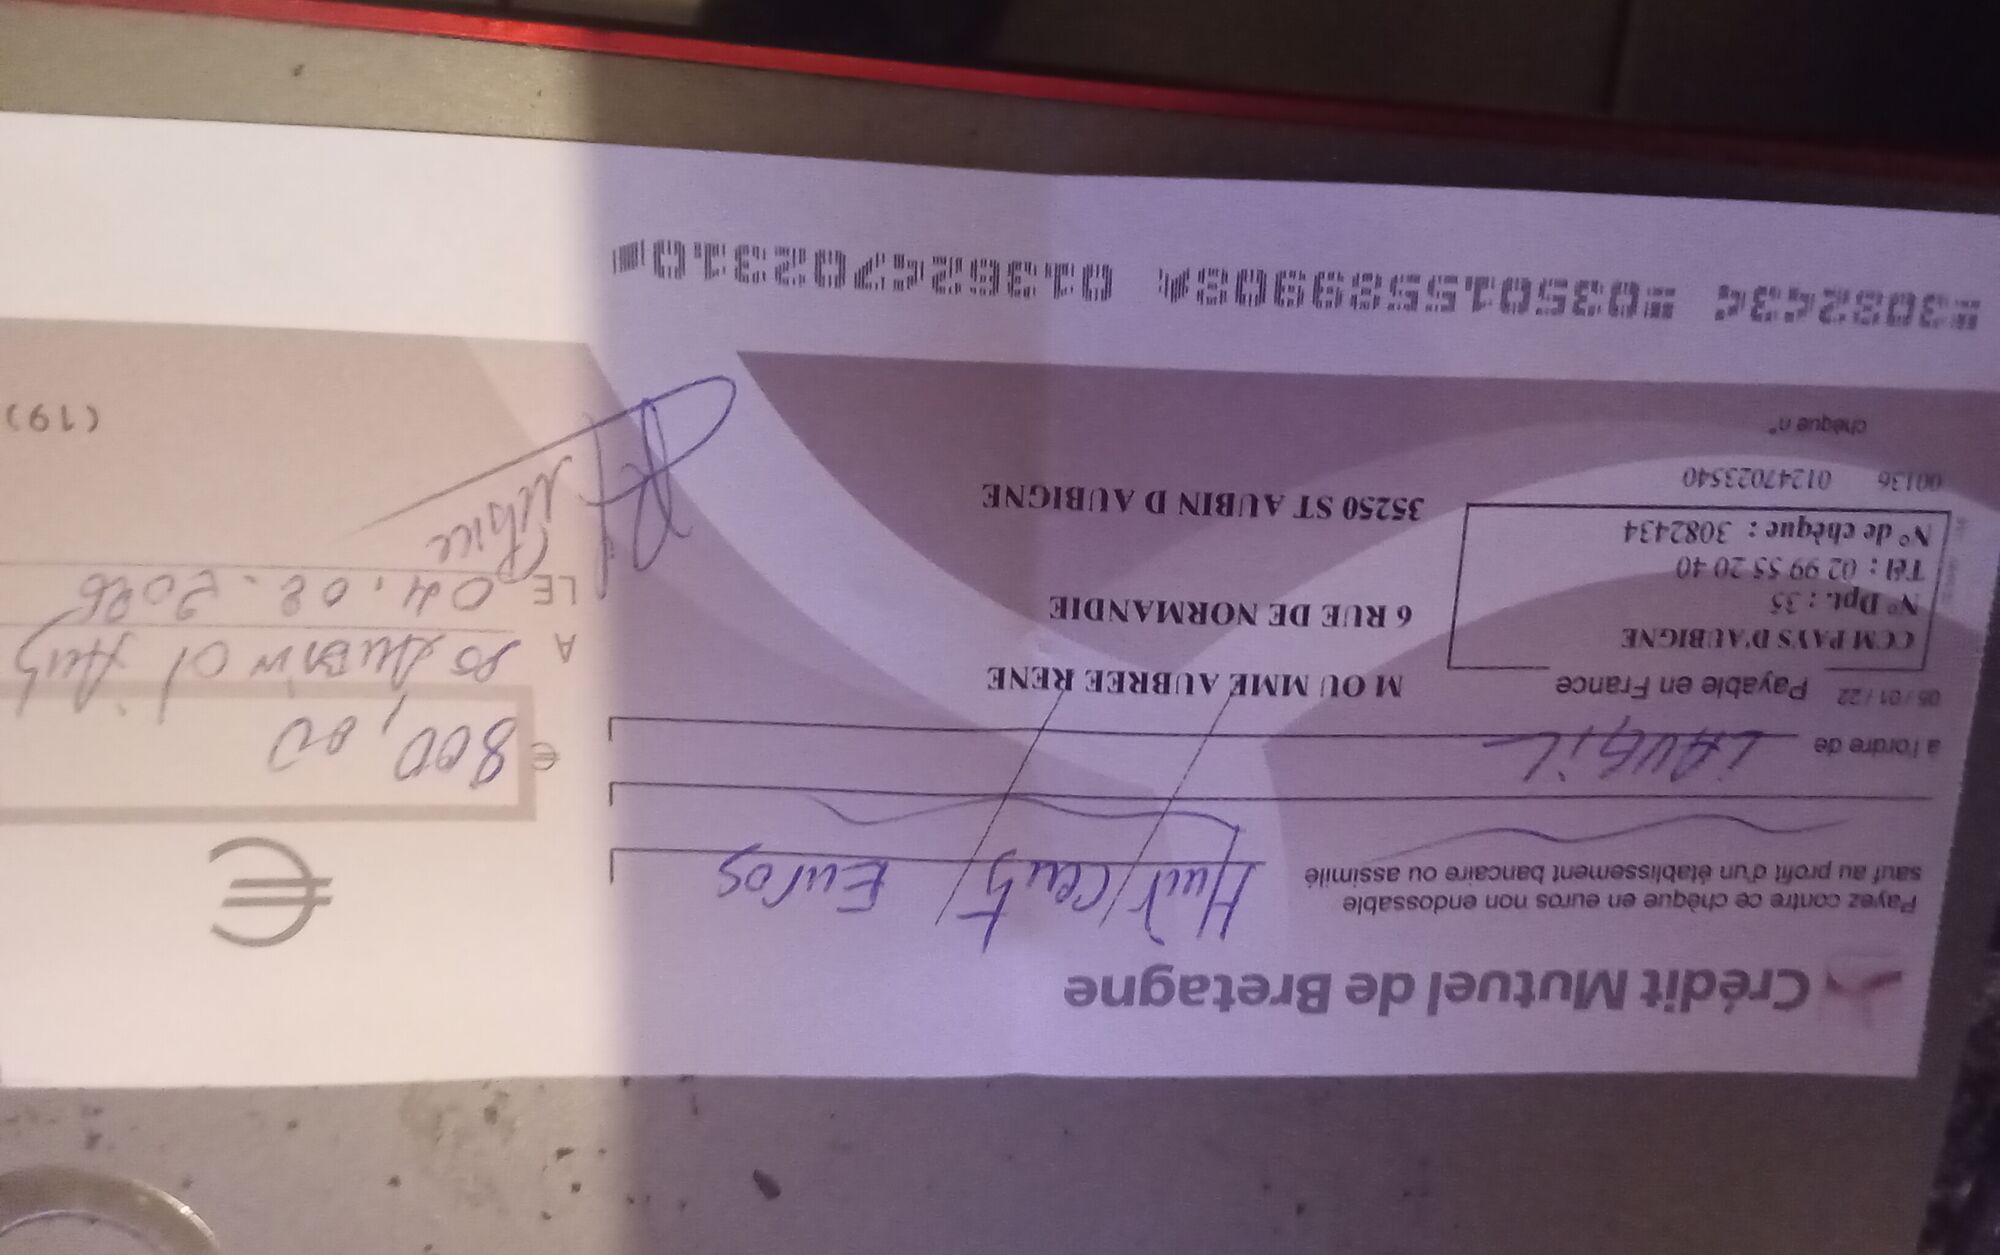 Crédit Mutuel de Bretagne
Payez contre ce chèque en euros non endossable
sauf au profit d'un établissement bancaire ou assimilé
Huit Cents Euros
€
à l'ordre de
€ 800,00
05/01/22 Payable en France
CCM PAYS D'AUBIGNE
N° Dpt. : 35
Tél : 02 99 55 20 40
N° de chèque : 3082434
00136 01247023540
chèque n°
M OU MME AUBREE RENE
6 RUE DE NORMANDIE
35250 ST AUBIN D AUBIGNE
A
LE 04.02.2026
(19)